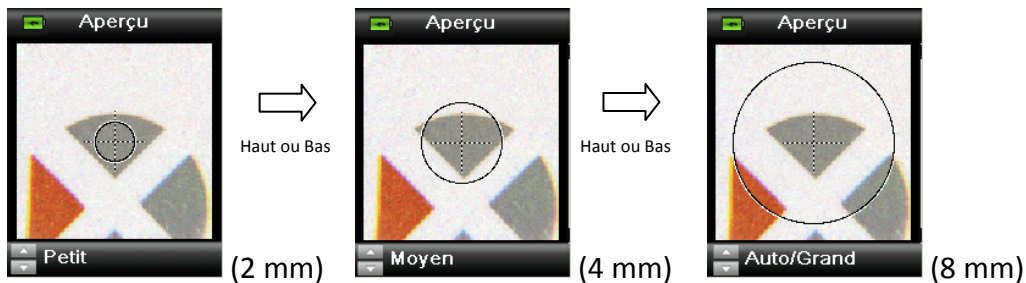 Aperçu
Aperçu
Aperçu
Haut ou Bas
Haut ou Bas
Petit
(2 mm)
Moyen
(4 mm)
Auto/Grand
(8 mm)